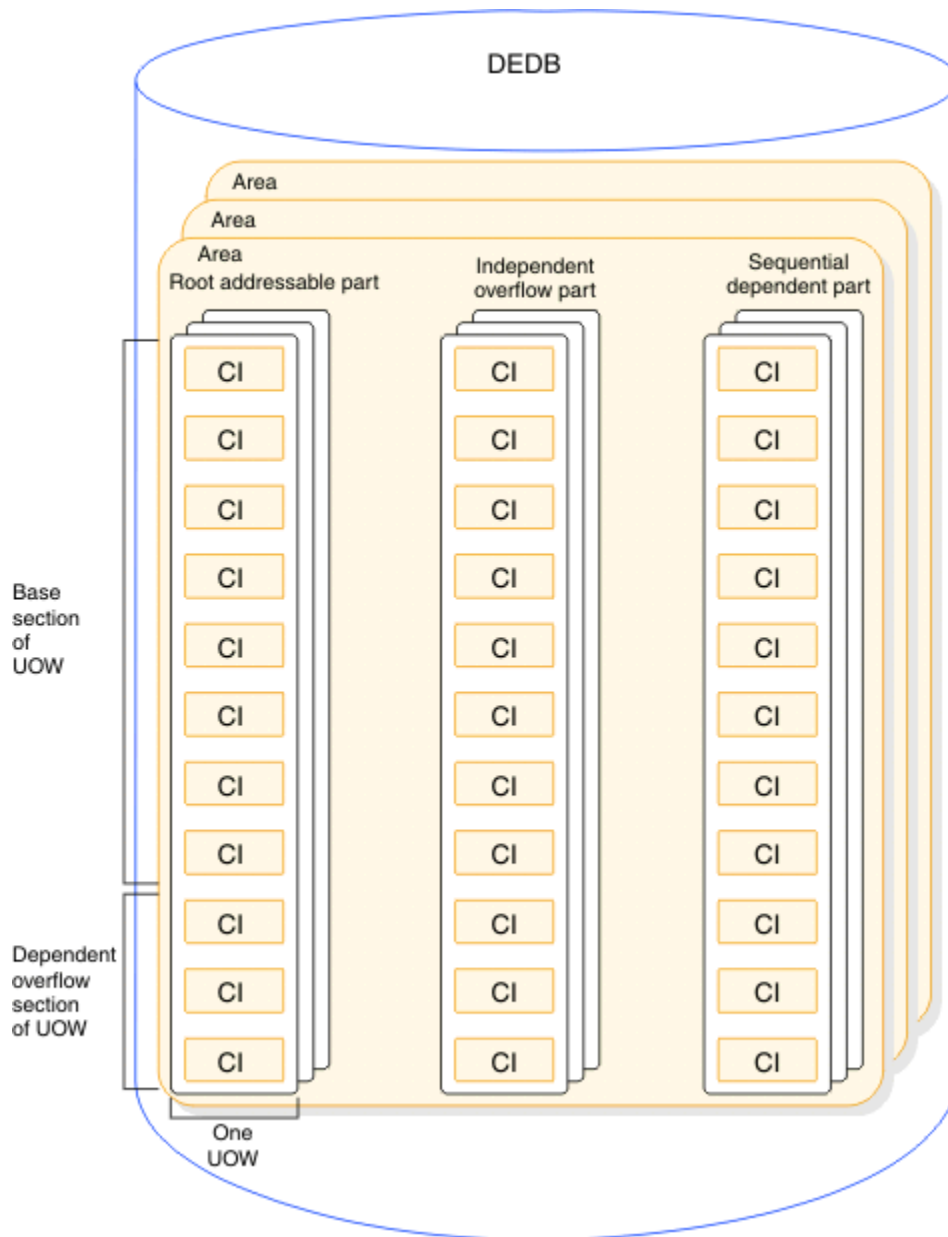 DEDB
Area
Area
Area
Root addressable part
Independent
overflow part
Sequential
dependent part
CI CI CI
CI CI CI
CI CI CI
CI CI CI
CI CI CI
CI CI CI
CI CI CI
CI CI CI
CI CI CI
CI CI CI
CI CI CI
Base
section
of
UOW
Dependent
overflow
section
of UOW
One
UOW